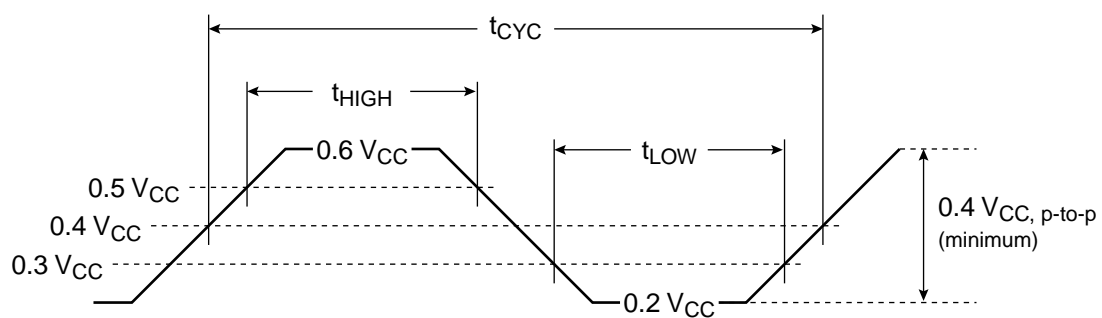 tCYC
tHIGH
0.6 VCC
tLOW
0.5 VCC
0.4 VCC
0.4 VCC, p-to-p
(minimum)
0.3 VCC
0.2 VCC